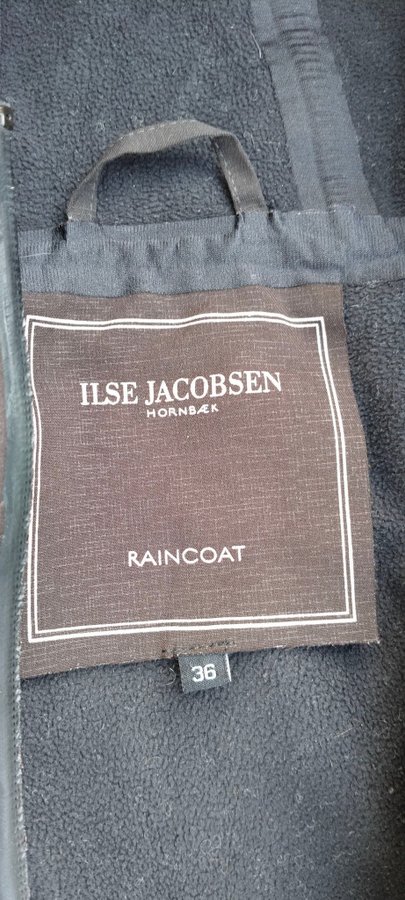 ILSE JACOBSEN
HORNBÆK
RAINCOAT
36